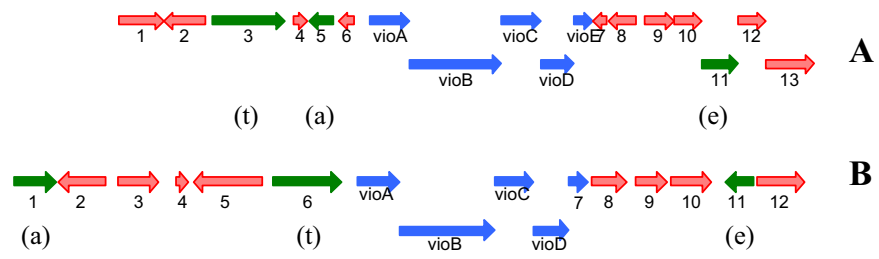 1 2 3 4 5 6 vioA vioC vioE 7 8 9 10 12
vioB vioD 11 13 A
(t) (a) (e)
1 2 3 4 5 6 vioA vioC 7 8 9 10 11 12 B
vioB vioD
(a) (t) (e)